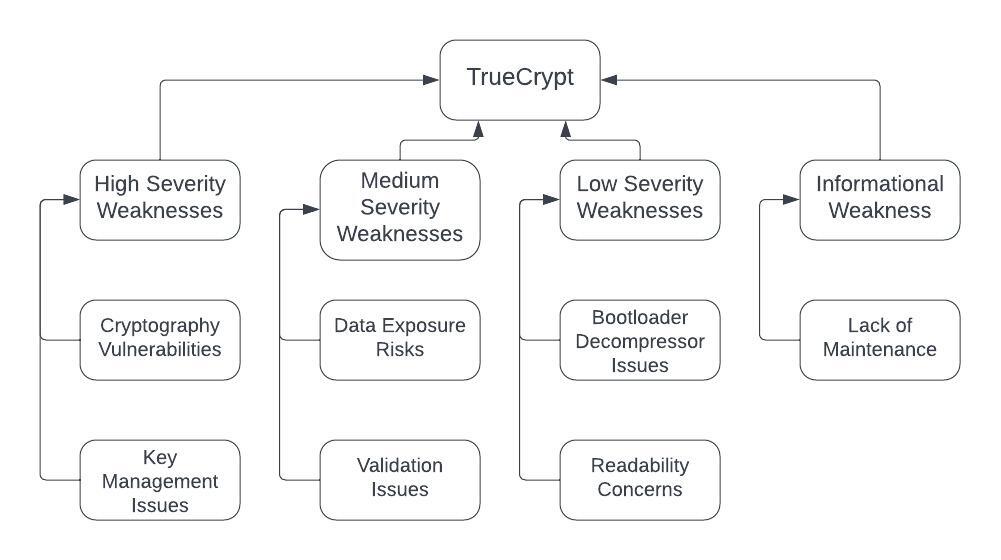 TrueCrypt
High Severity
Weaknesses
Medium
Severity
Weaknesses
Low Severity
Weaknesses
Informational
Weakness
Cryptography
Vulnerabilities
Data Exposure
Risks
Bootloader
Decompressor
Issues
Lack of
Maintenance
Key
Management
Issues
Validation
Issues
Readability
Concerns